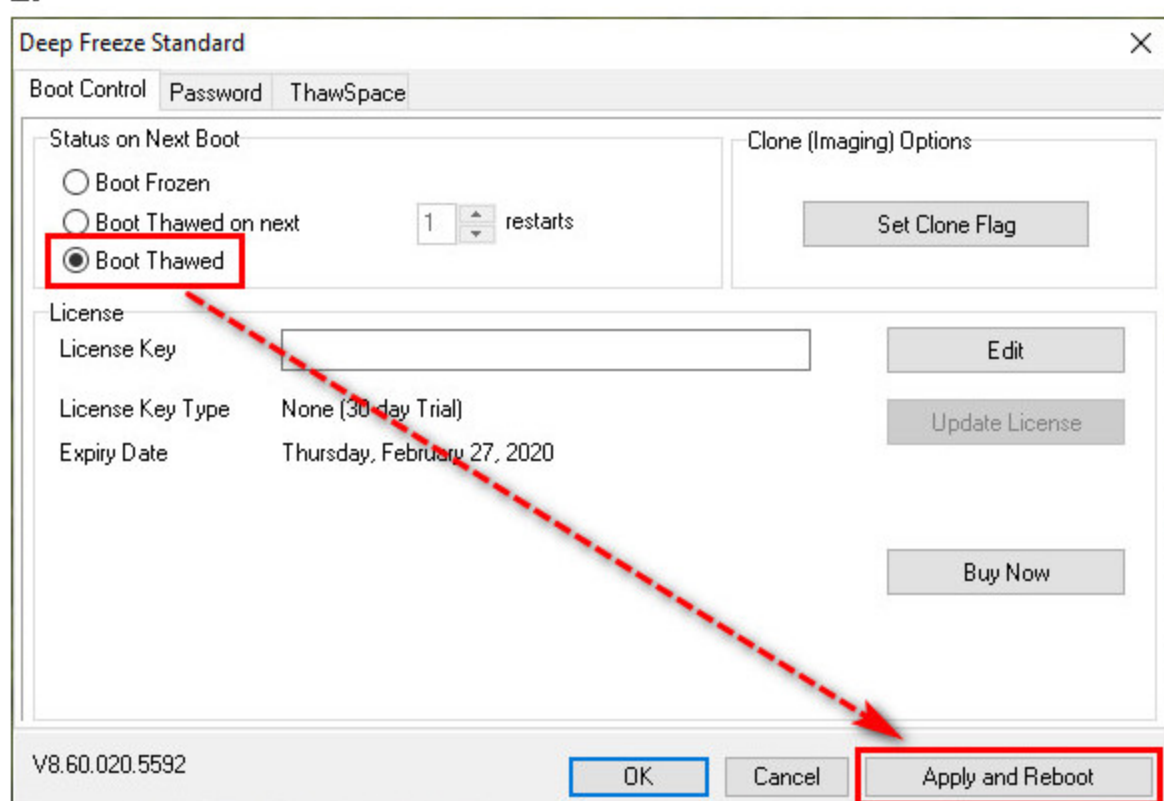 Deep Freeze Standard
Boot Control Password ThawSpace
Status on Next Boot
Clone (Imaging) Options
Boot Frozen
Boot Thawed on next 1 restarts
Set Clone Flag
Boot Thawed
License
License Key
Edit
License Key Type None (30 day Trial)
Update License
Expiry Date Thursday, February 27, 2020
Buy Now
V8.60.020.5592
OK Cancel Apply and Reboot